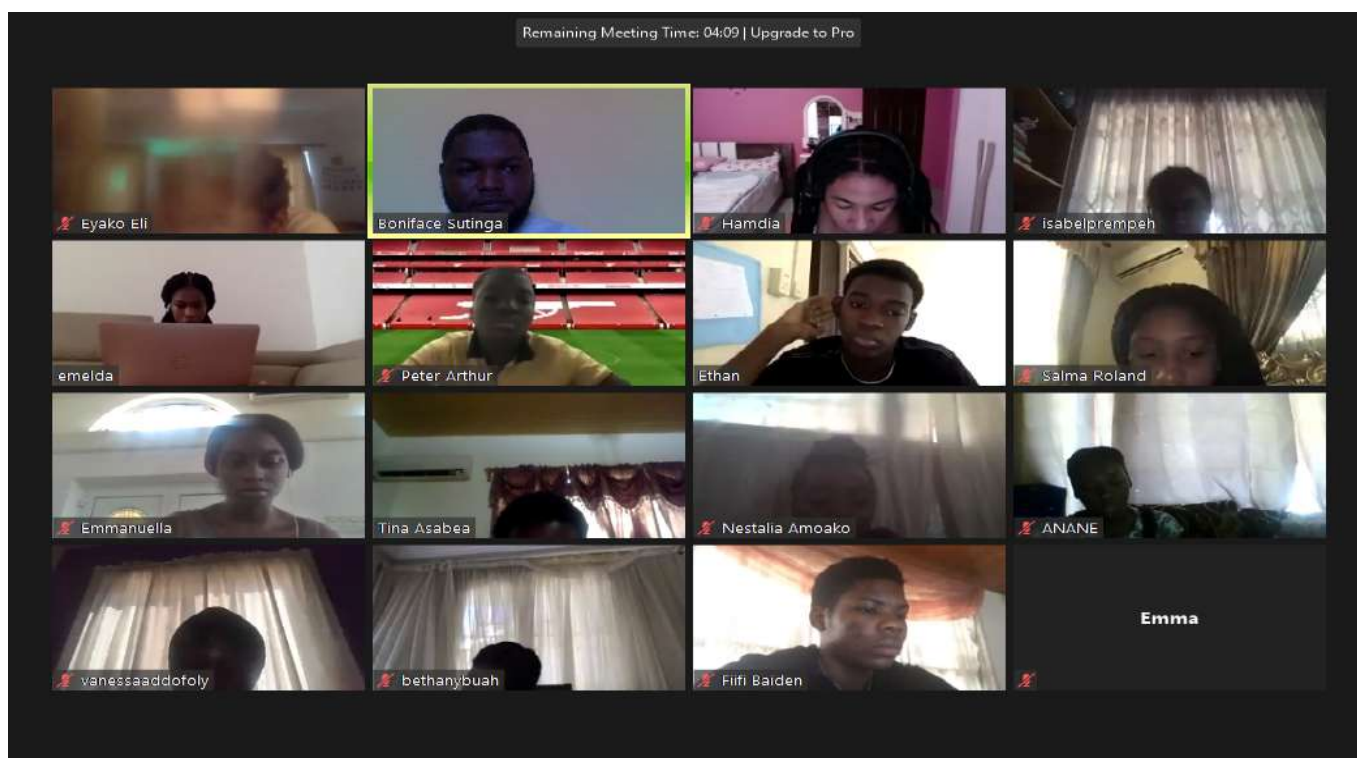 Remaining Meeting Time: 04:09 | Upgrade to Pro
Eyako Eli
Boniface Sutinga
Hamdia
isabelprempeh
emelda
Peter Arthur
Ethan
Salma Roland
Emmanuella
Tina Asabea
Nestalia Amoako
ANANE
vanessaaddofoly
bethanybuah
Fiifi Baiden
Emma